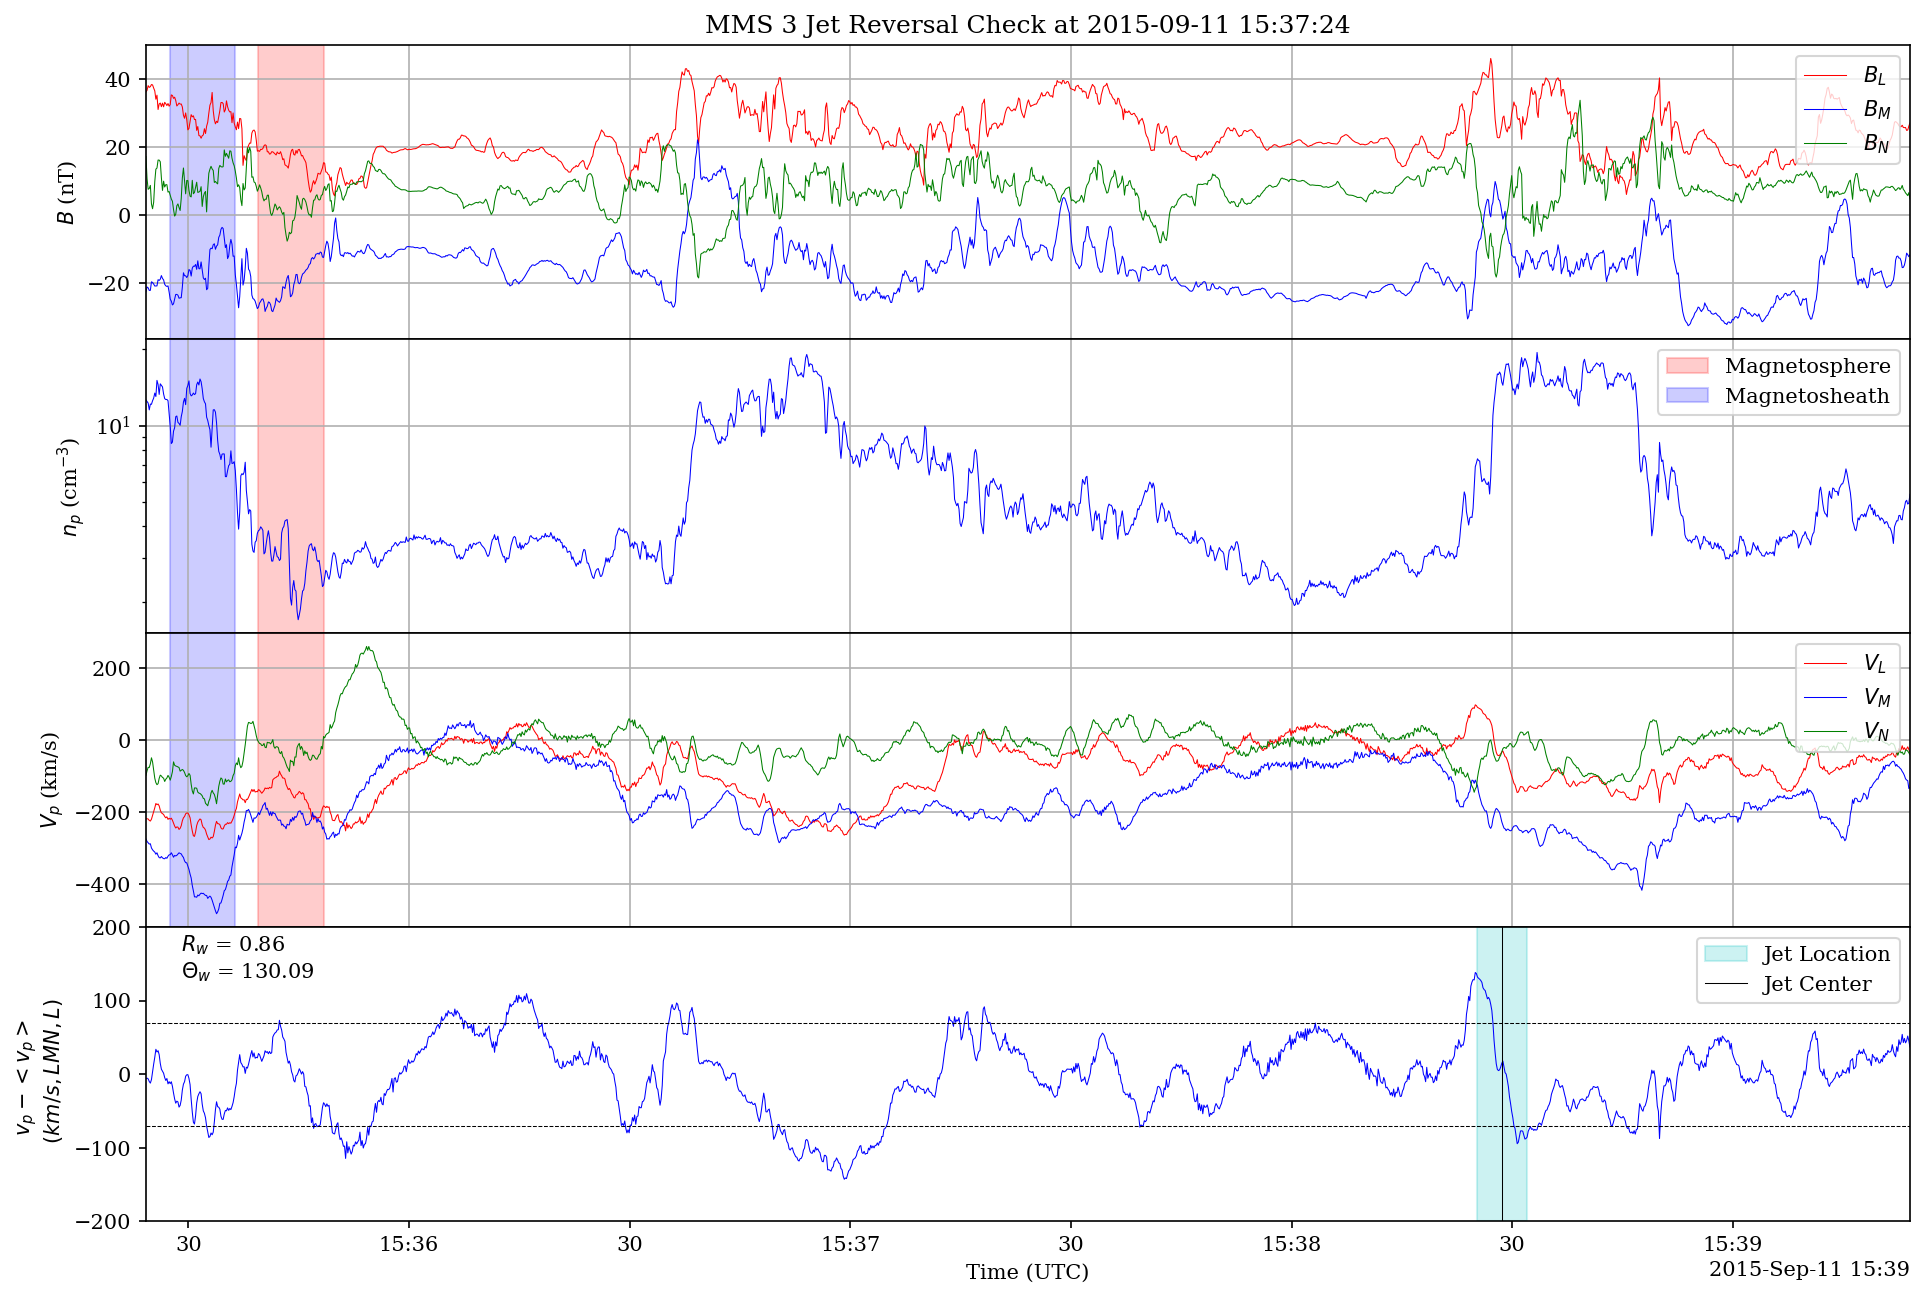 MMS 3 Jet Reversal Check at 2015-09-11 15:37:24
40
20
0
−20
B (nT)
B_L
B_M
B_N
10^1
n_p (cm^−3)
Magnetosphere
Magnetosheath
200
0
−200
−400
V_p (km/s)
V_L
V_M
V_N
200
100
0
−100
−200
v_p − < v_p >
(km/s, LMN, L)
R_w = 0.86
Θ_w = 130.09
Jet Location
Jet Center
30
15:36
30
15:37
30
15:38
30
15:39
Time (UTC)
2015-Sep-11 15:39